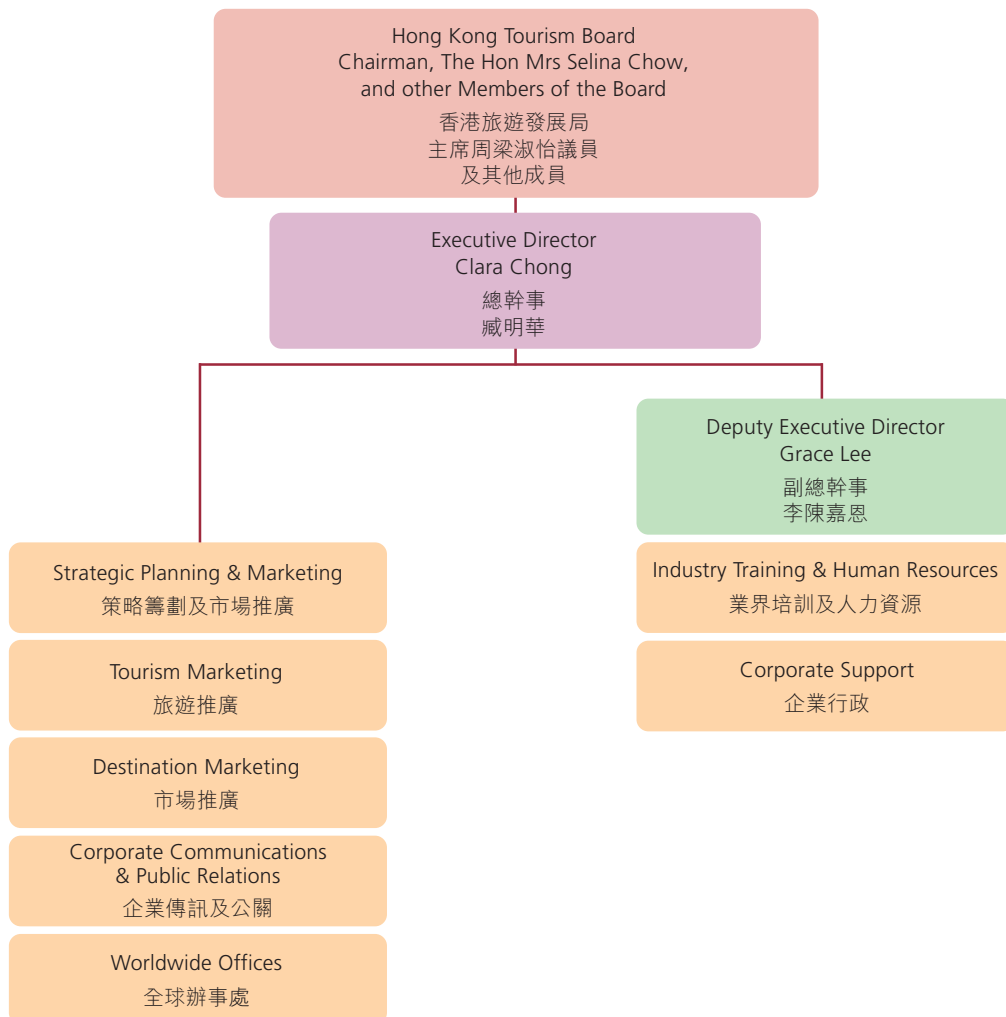 Hong Kong Tourism Board
Chairman, The Hon Mrs Selina Chow,
and other Members of the Board
香港旅遊發展局
主席周梁淑怡議員
及其他成員
Executive Director
Clara Chong
總幹事
臧明華
Deputy Executive Director
Grace Lee
副總幹事
李陳嘉恩
Strategic Planning & Marketing
策略籌劃及市場推廣
Tourism Marketing
旅遊推廣
Destination Marketing
市場推廣
Corporate Communications
& Public Relations
企業傳訊及公關
Worldwide Offices
全球辦事處
Industry Training & Human Resources
業界培訓及人力資源
Corporate Support
企業行政